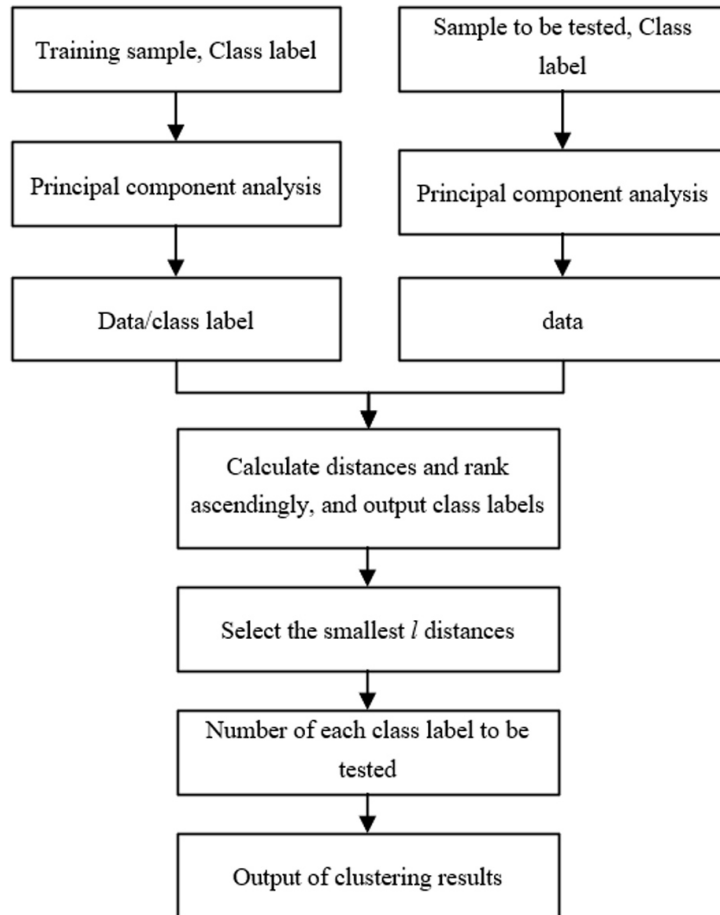 Training sample, Class label
Sample to be tested, Class
label
Principal component analysis
Principal component analysis
Data/class label
data
Calculate distances and rank
ascendingly, and output class labels
Select the smallest l distances
Number of each class label to be
tested
Output of clustering results